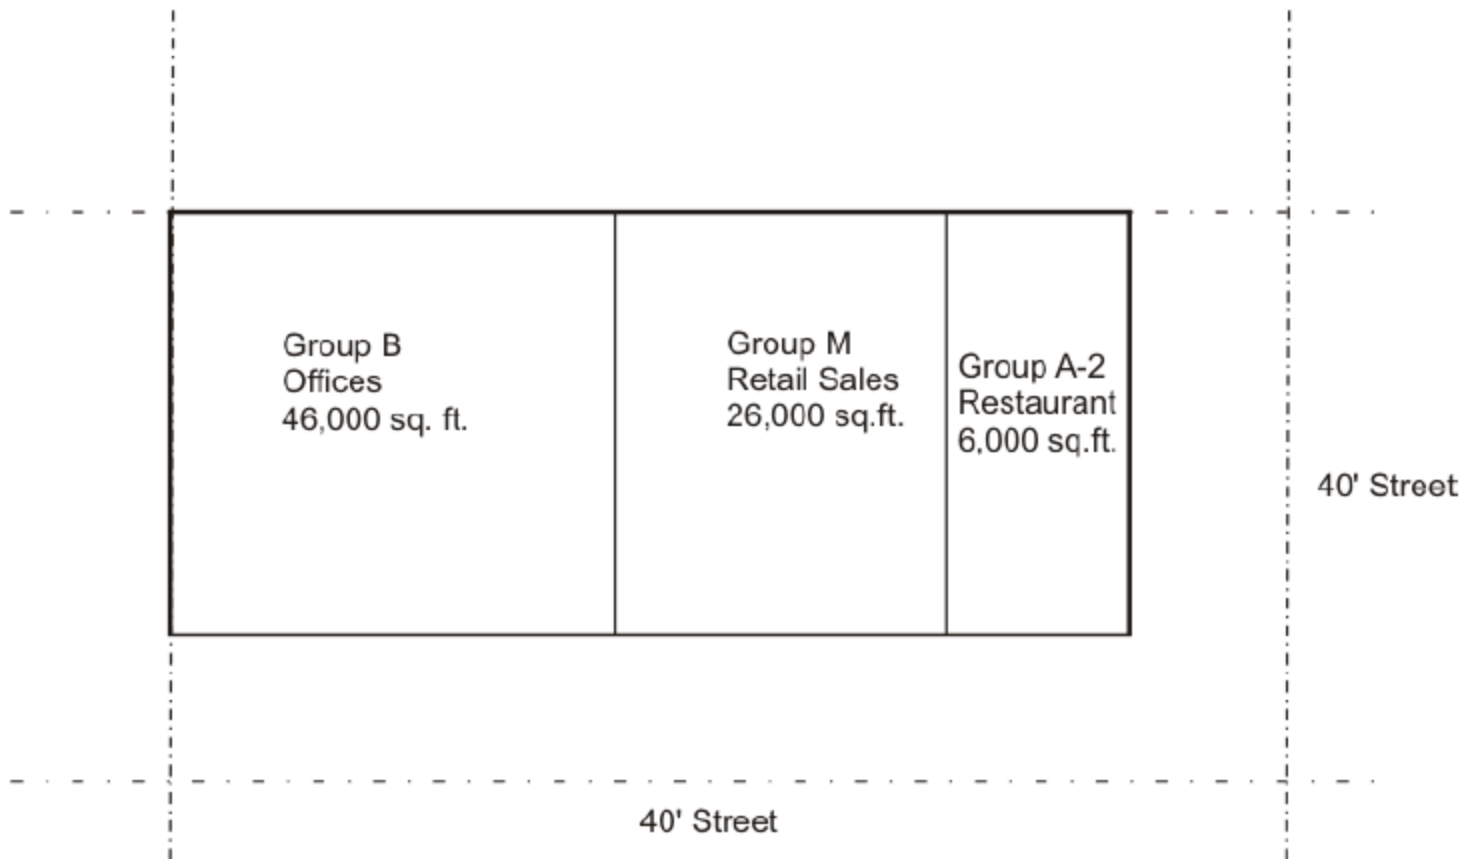 Group B
Offices
46,000 sq. ft.
Group M
Retail Sales
26,000 sq.ft.
Group A-2
Restaurant
6,000 sq.ft.
40' Street
40' Street